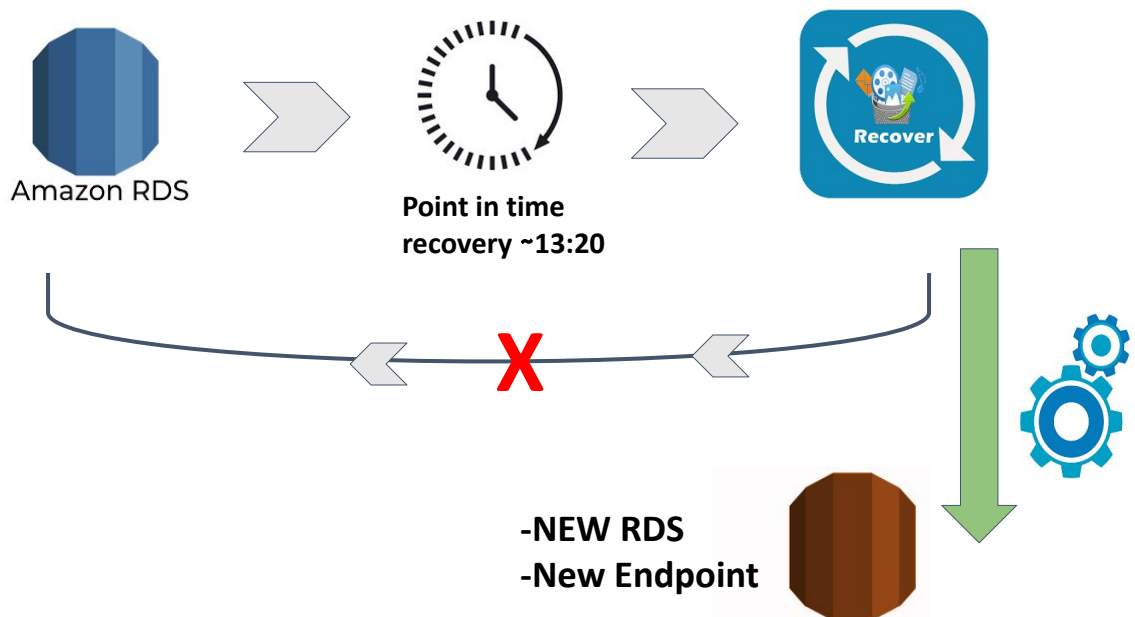 Amazon RDS
Point in time
recovery ~13:20
Recover
X
-NEW RDS
-New Endpoint